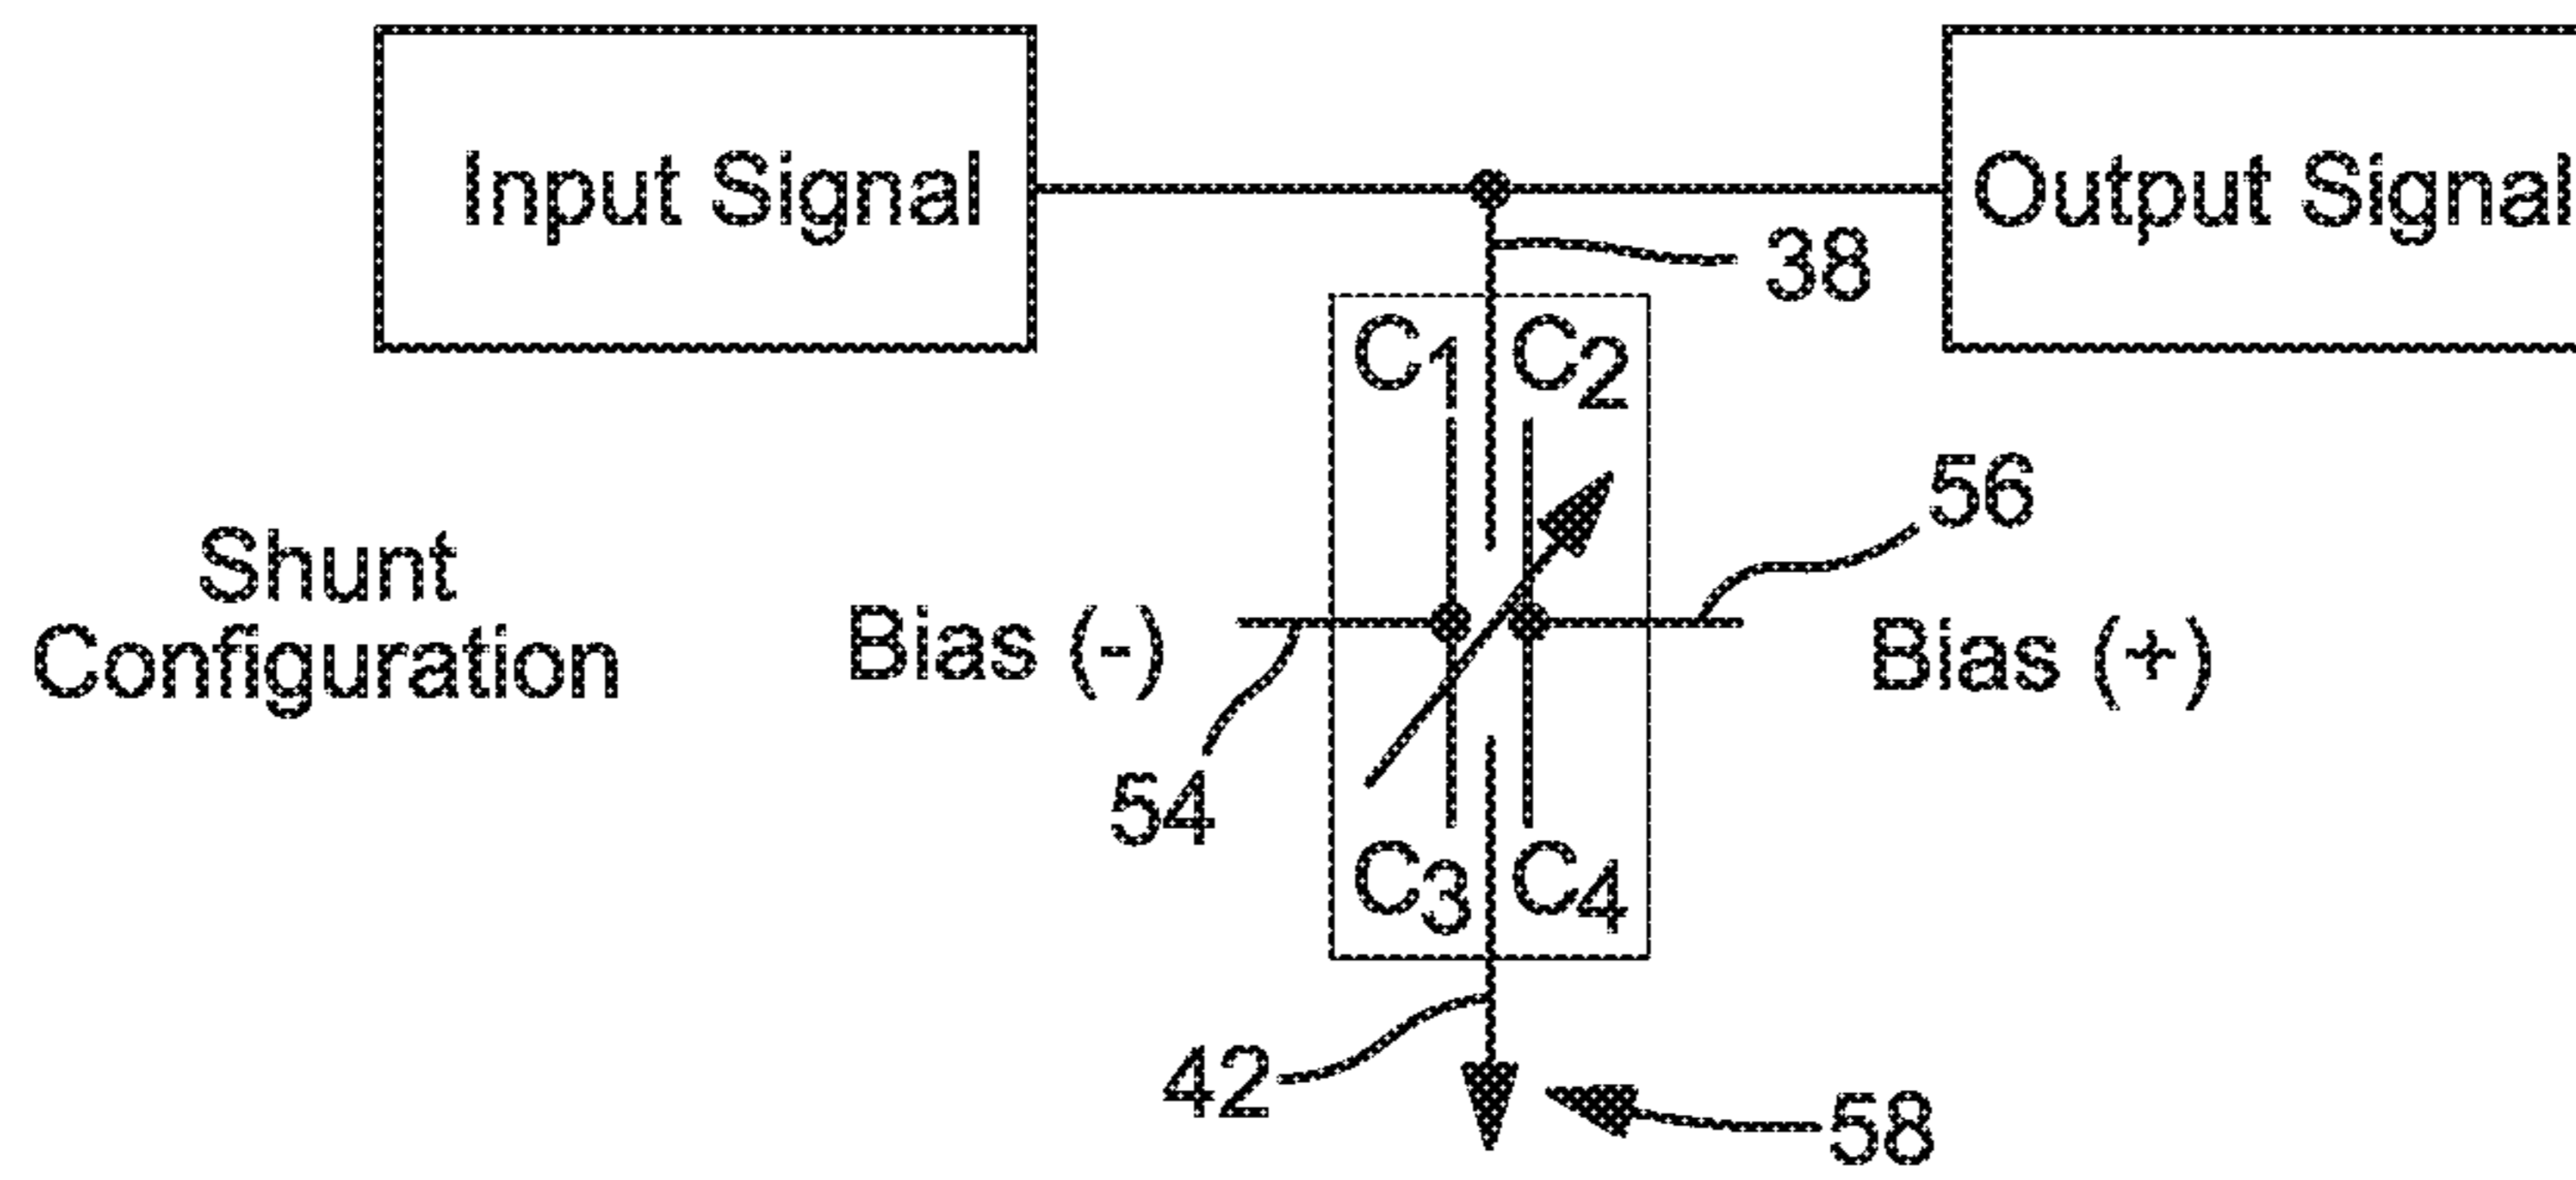 Input Signal
Output Signal
38
C1 C2
56
Shunt
Configuration
Bias (-)
Bias (+)
54
C3 C4
42
58